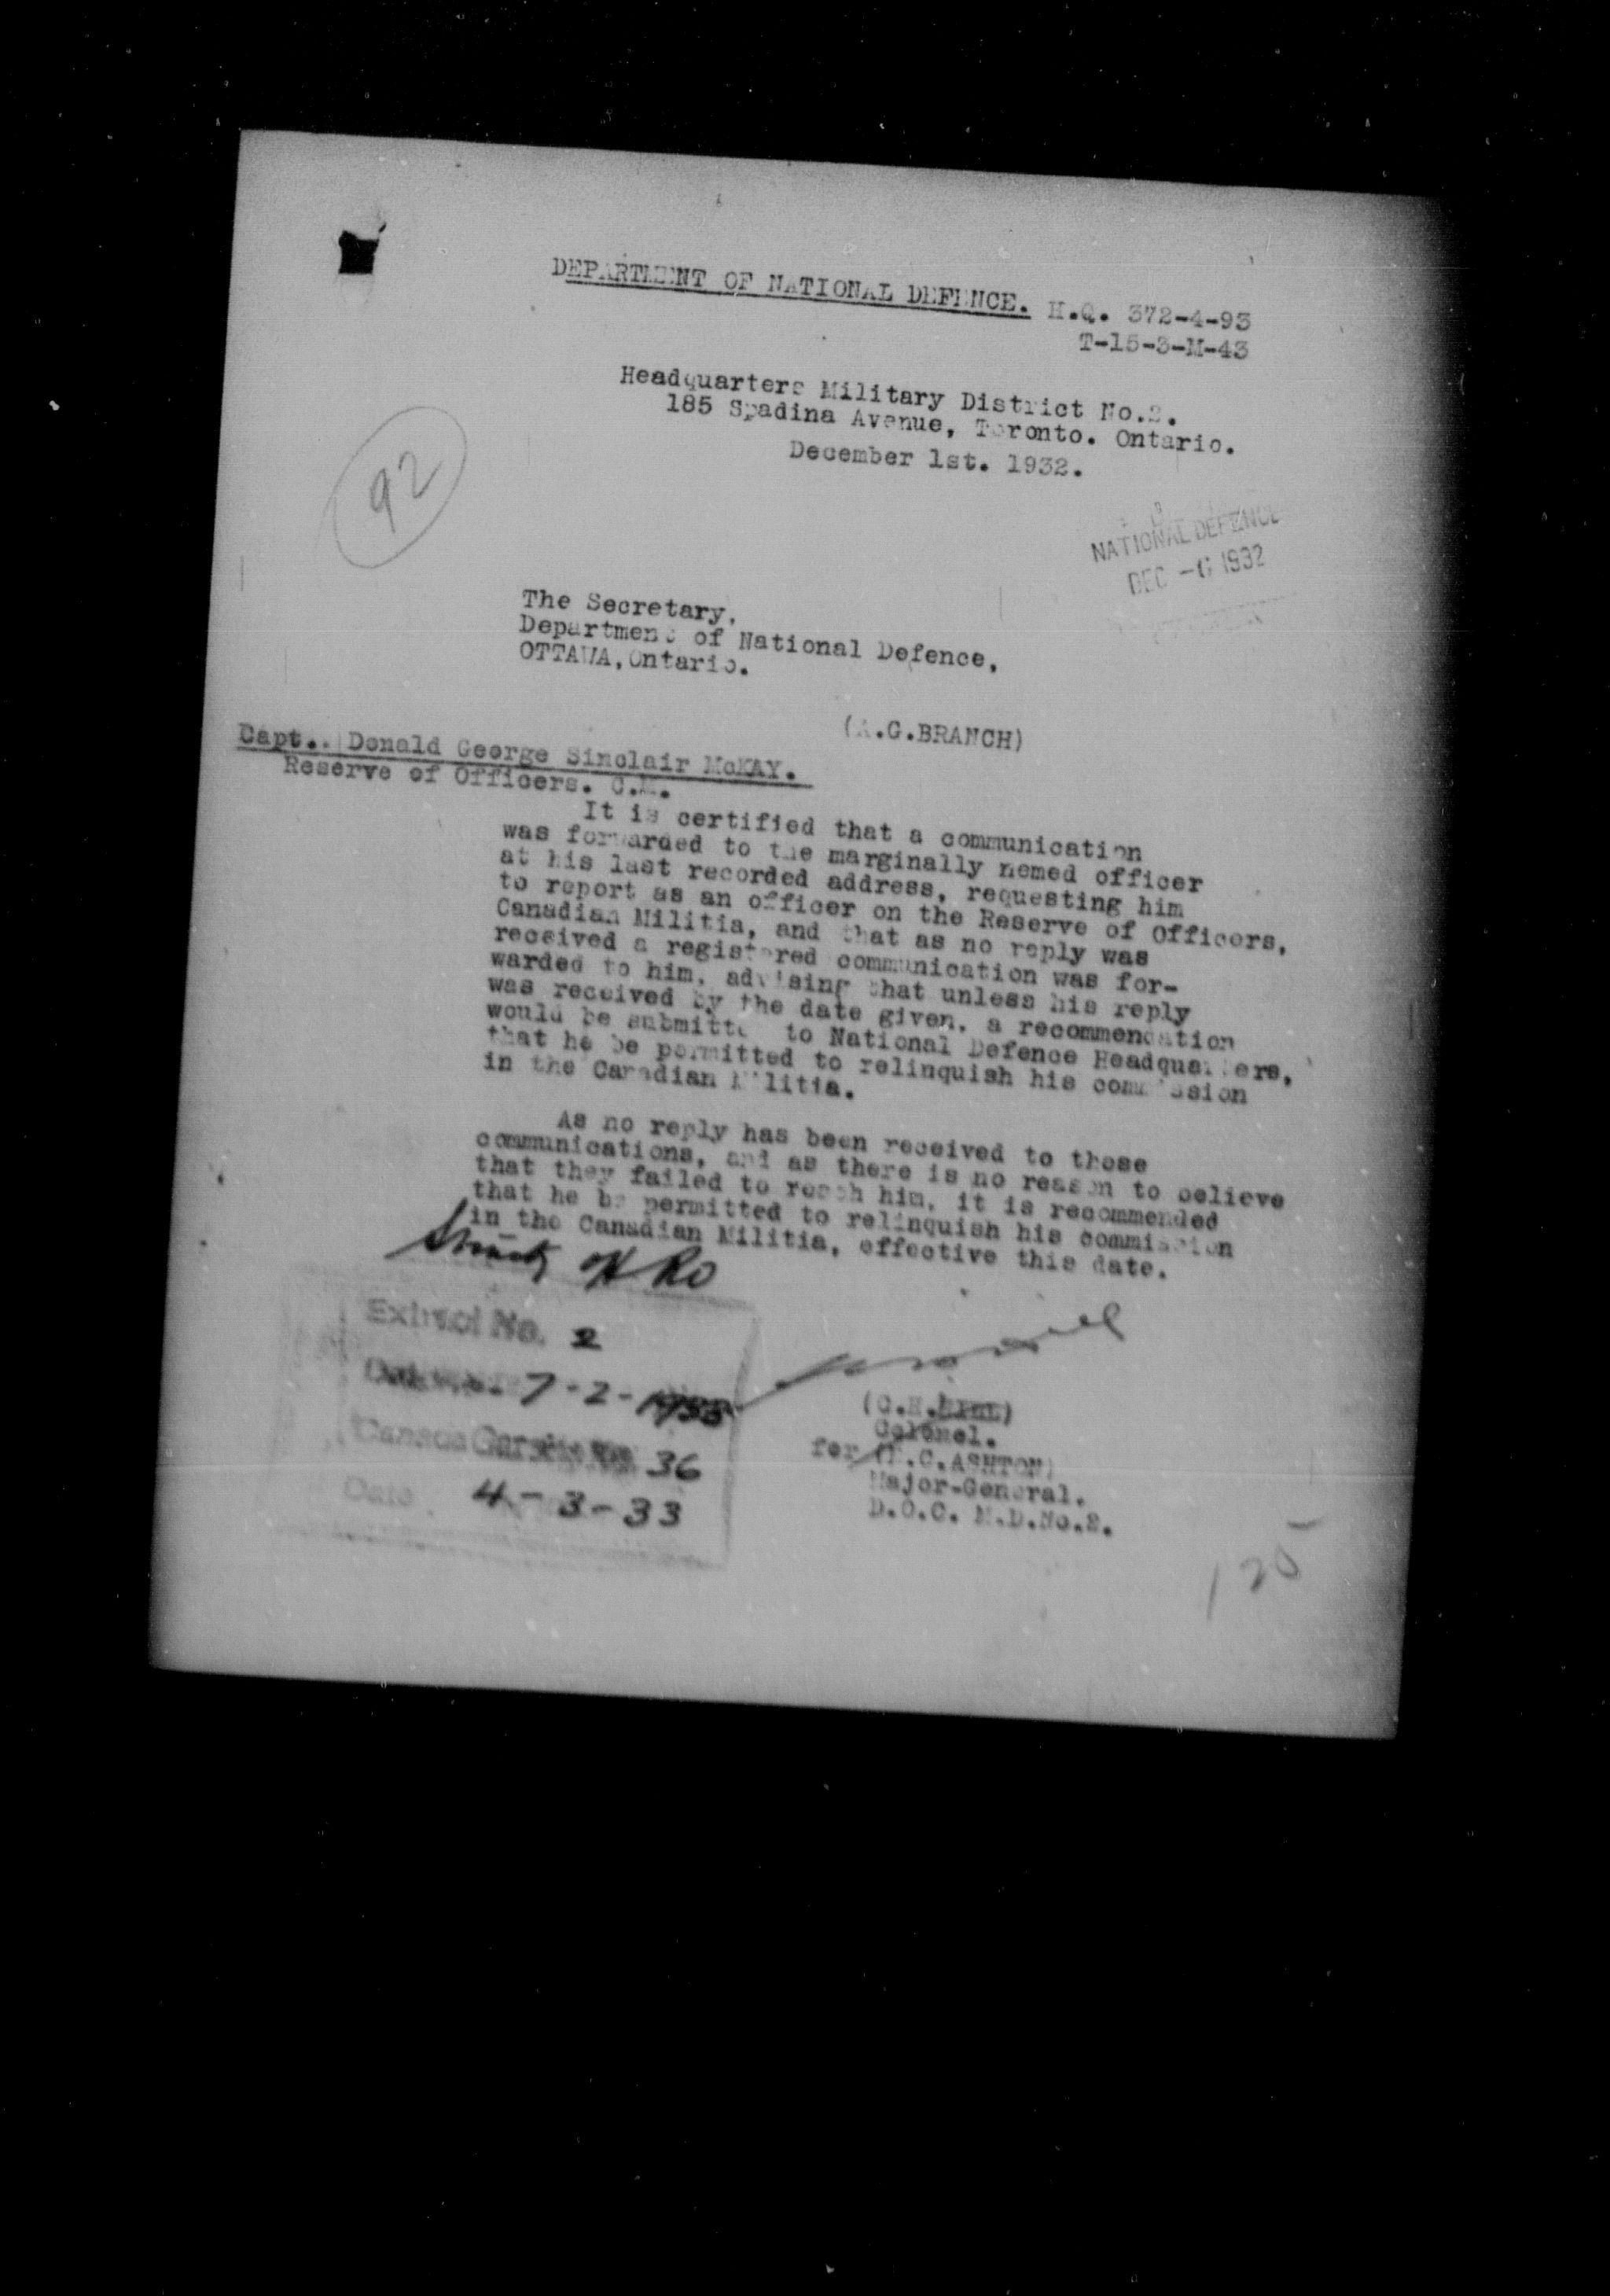 DEPARTMENT OF NATIONAL DEFENCE. H.Q. 372-4-93
T-15-3-M-43
Headquarters Military District No.2.
185 Spadina Avenue, Toronto. Ontario.
December 1st. 1932.
92
NATIONAL DEFENCE
DEC -6 1932
The Secretary,
Department of National Defence,
OTTAWA,Ontario.
(A.G.BRANCH)
Capt.. Donald George Sinclair McKAY.
Reserve of Officers. C.M.
It is certified that a communication
was forwarded to the marginally nemed officer
at his last recorded address, requesting him
to report as an officer on the Reserve of Officers,
Canadian Militia, and that as no reply was
received a registered communication was for-
warded to him, advising that unless his reply
was received by the date given, a recommendation
would be submitted to National Defence Headquarters,
that he be permitted to relinquish his commission
in the Canadian Militia.
As no reply has been received to these
communications, and as there is no reason to believe
that they failed to reach him, it is recommended
that he be permitted to relinquish his commission
in the Canadian Militia, effective this date.
Extract No. 2
Date 7-2-1933
Canada Gazette No. 36
Date 4-3-33
(C.H.HILL)
Colonel.
for (E.C.ASHTON)
Major-General.
D.O.C. M.D.No.2.